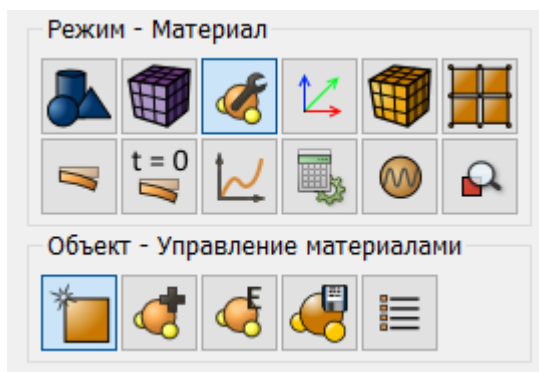 Режим - Материал
t = 0
Объект - Управление материалами
E